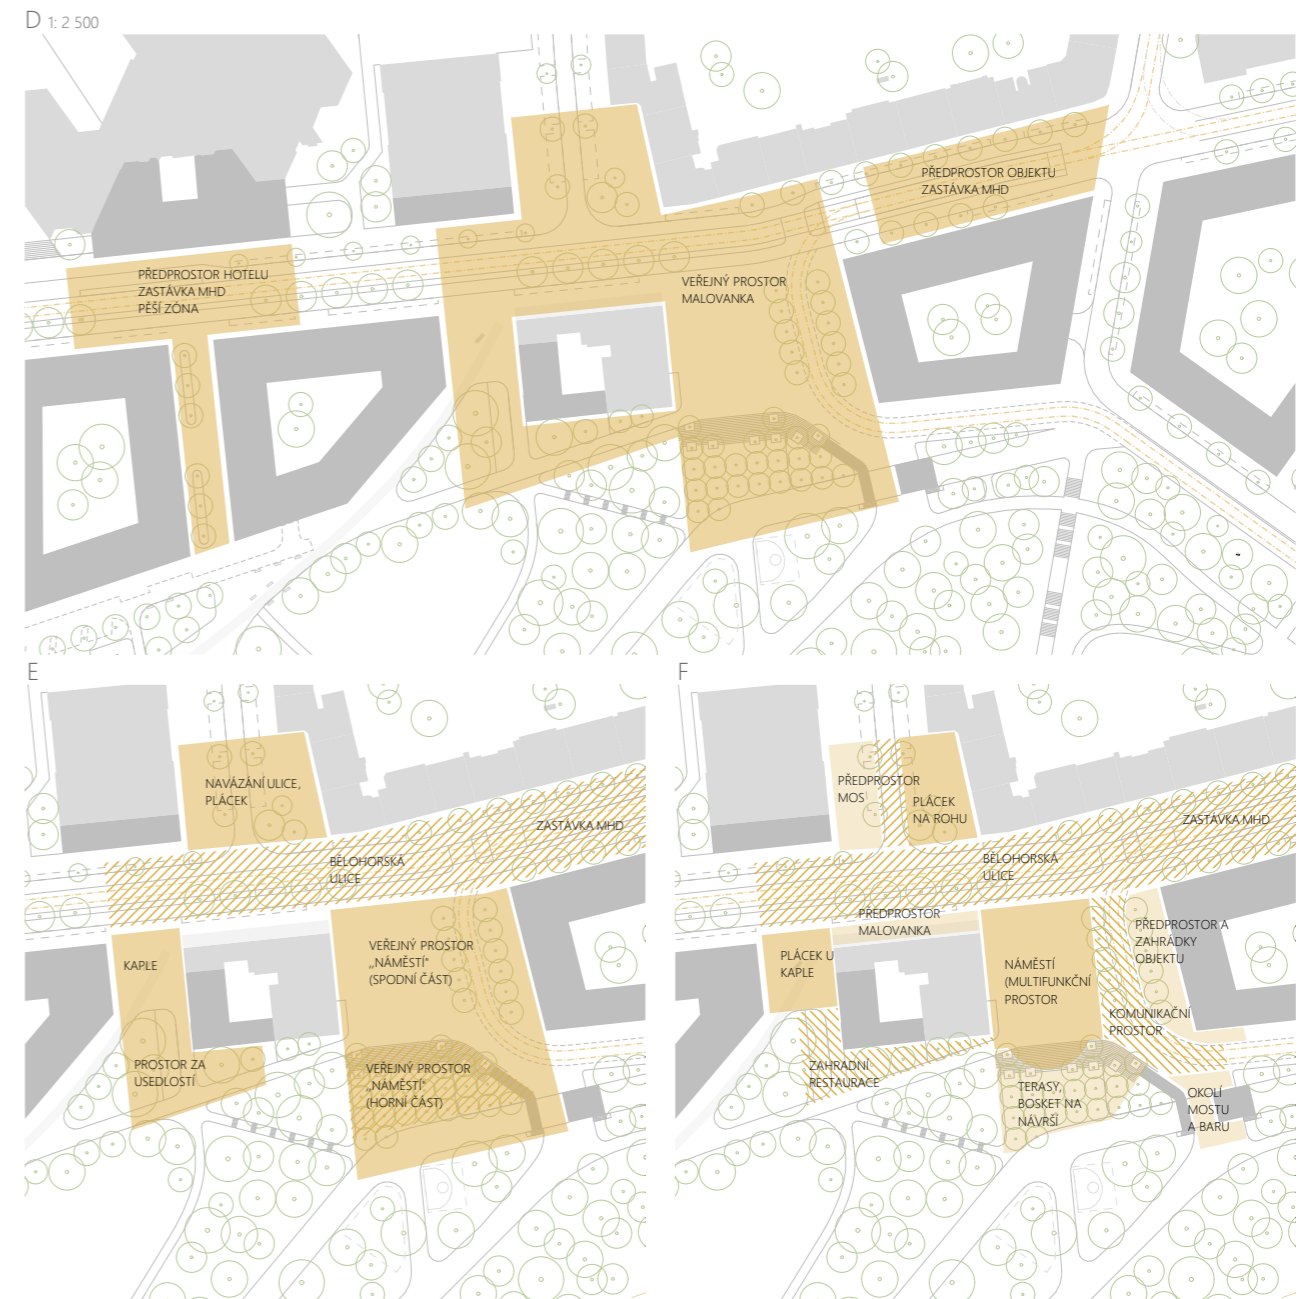 D 1: 2 500
PŘEDPROSTOR OBJEKTU
ZASTÁVKA MHD
PŘEDPROSTOR HOTELU
ZASTÁVKA MHD
PĚŠÍ ZÓNA
VEŘEJNÝ PROSTOR
MALOVANKA
E
NAVÁZÁNÍ ULICE,
PLÁCEK
ZASTÁVKA MHD
BĚLOHORSKÁ
ULICE
KAPLE
VEŘEJNÝ PROSTOR
„NÁMĚSTÍ"
(SPODNÍ ČÁST)
PROSTOR ZA
USEDLOSTÍ
VEŘEJNÝ PROSTOR
„NÁMĚSTÍ"
(HORNÍ ČÁST)
F
PŘEDPROSTOR
MOS
PLÁCEK
NA ROHU
ZASTÁVKA MHD
BĚLOHORSKÁ
ULICE
PŘEDPROSTOR
MALOVANKA
PŘEDPROSTOR A
ZAHRÁDKY
OBJEKTU
PLÁCEK U
KAPLE
NÁMĚSTÍ
(MULTIFUNKČNÍ
PROSTOR
KOMUNIKAČNÍ
PROSTOR
ZAHRADNÍ
RESTAURACE
TERASY,
BOSKET NA
NÁVRŠÍ
OKOLÍ
MOSTU
A BARU